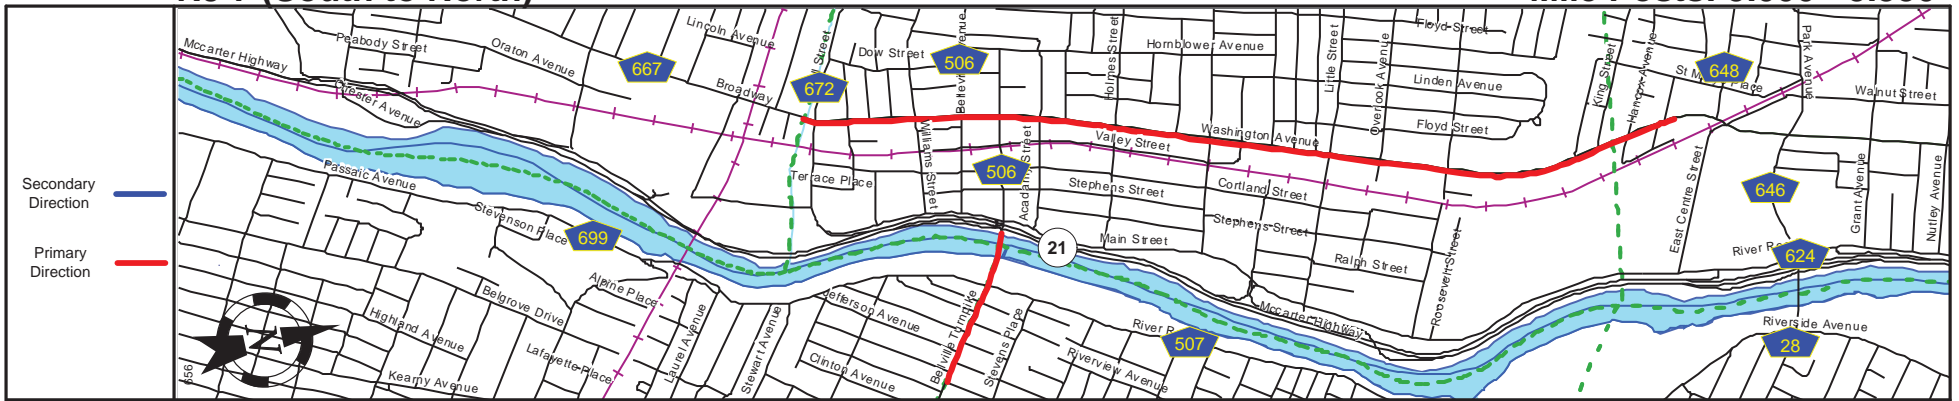 Secondary
Direction
Primary
Direction
Mccarter Highway
Peabody Street
Oraton Avenue
Lincoln Avenue
667
Broadway
672
Street
Dow Street
506
Holmes Street
Hornblower Avenue
Little Street
Overlook Avenue
Floyd Street
Linden Avenue
Floyd Street
King Street
Hancox Avenue
648
Park Avenue
Walnut Street
Passaic Avenue
Stevenson Place
699
Terrace Place
Williams Street
506
Academy Street
Valley Street
Washington Avenue
Stephens Street
Cortland Street
Stephens Street
Main Street
21
Ralph Street
Roosevelt Street
East Centre Street
646
Grant Avenue
Nutley Avenue
624
Alpine Place
Belgrove Drive
Highland Avenue
Lafayette Place
Kearny Avenue
Laurel Avenue
Stewart Avenue
Jefferson Avenue
Clinton Avenue
Belville Turnpike
Stevens Place
River R
507
Riverview Avenue
Mccarter Highway
Riverside Avenue
28
N
656